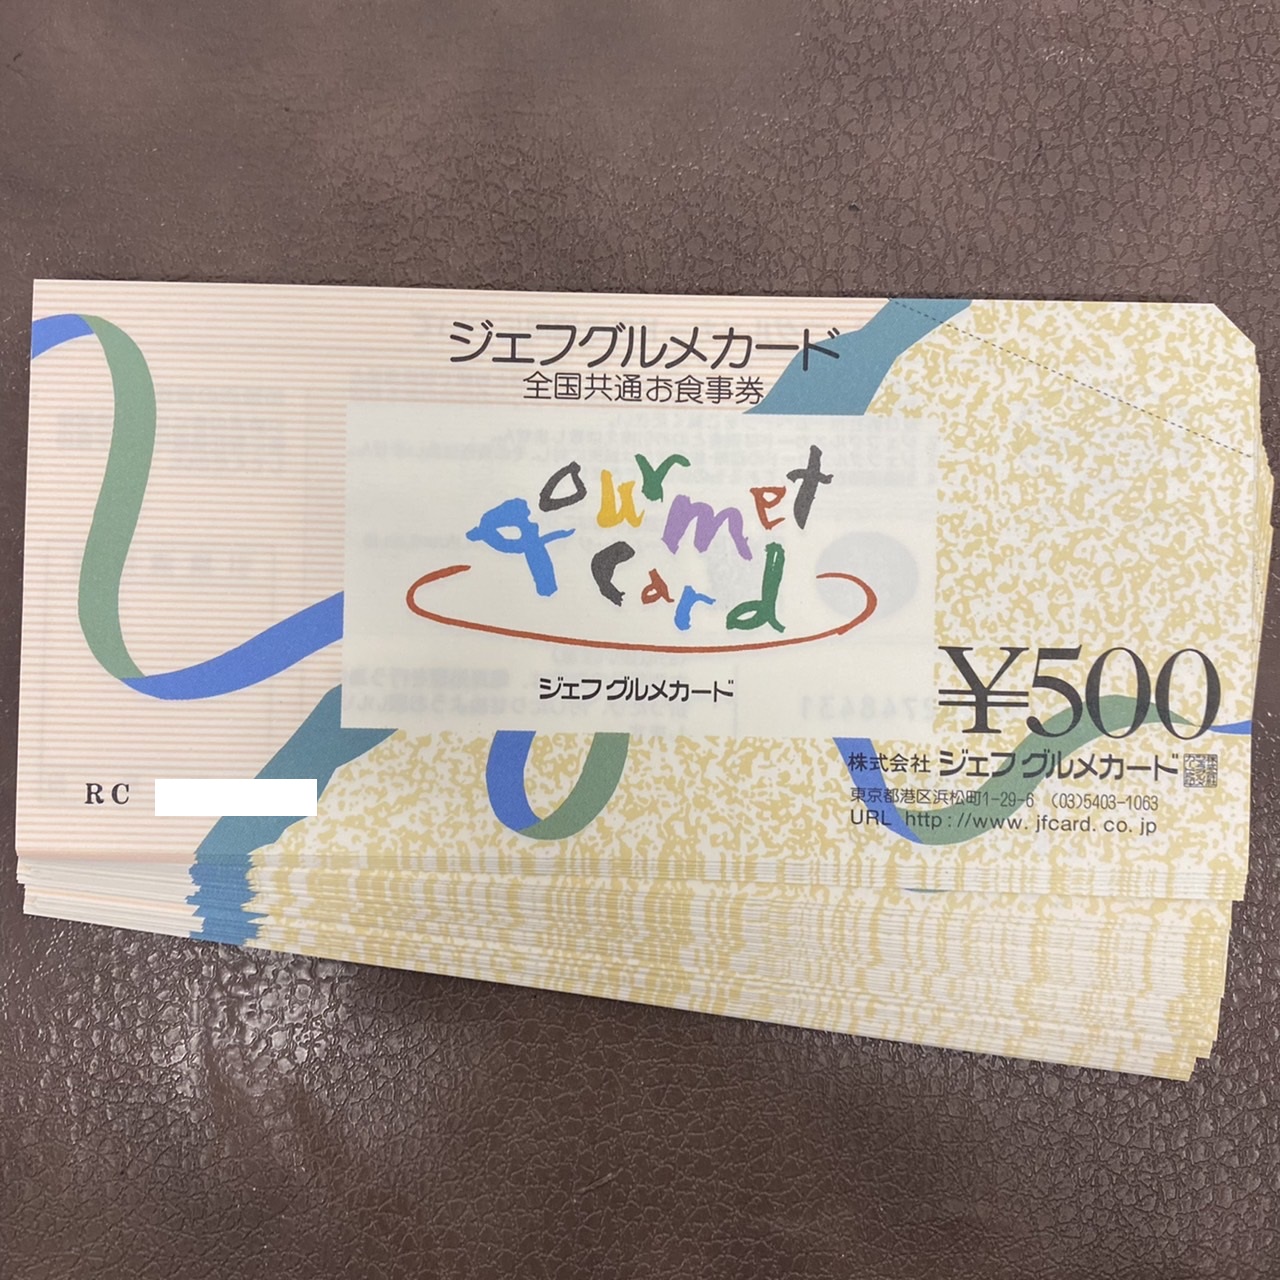 ジェフグルメカード
全国共通お食事券
gourmet
card
ジェフグルメカード
¥500
株式会社 ジェフグルメカード
東京都港区浜松町1-29-6 (03)5403-1063
URL http://www.jfcard.co.jp
RC